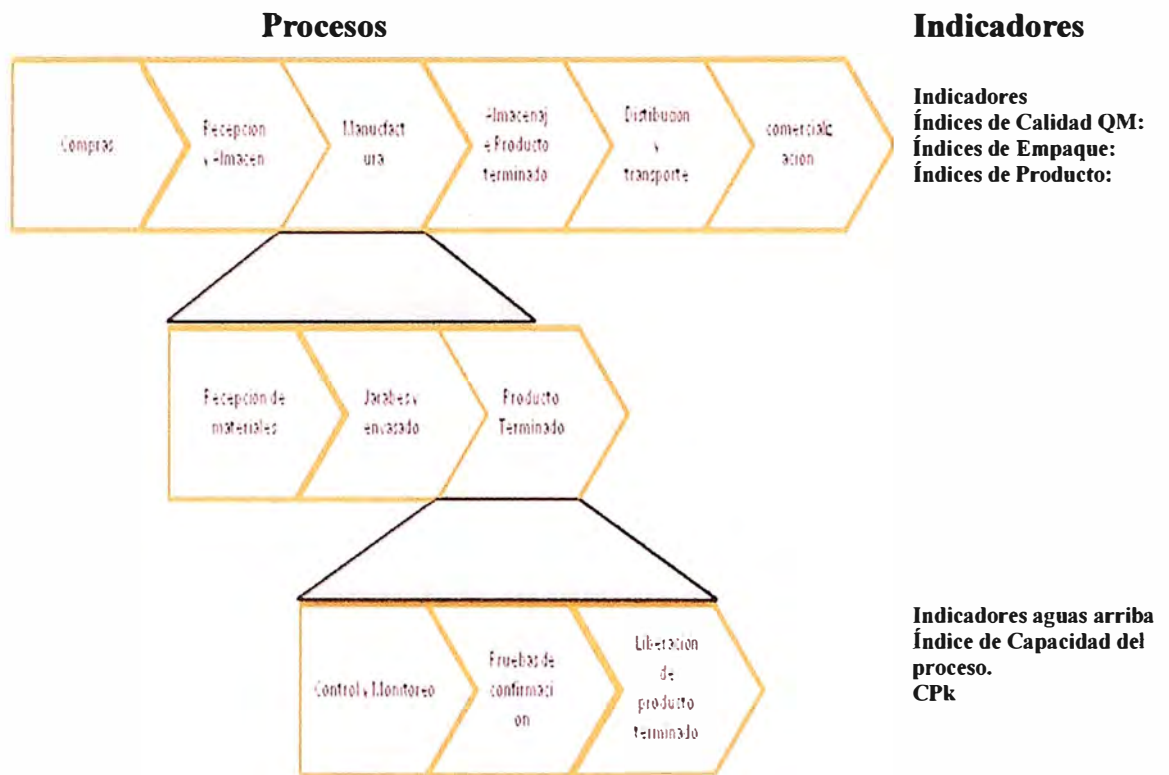 Procesos
Indicadores
Indicadores
Índices de Calidad QM:
Índices de Empaque:
Índices de Producto:
Compras
Recepcion
y Almacen
Manucfact
ura
Almacenaj
e Producto
terminado
Distibucion
y
transporte
comercializ
acion
Recepcion de
materiales
Jarabes y
envasado
Producto
Terminado
Control y Monitoreo
Pruebas de
confirmaci
on
Liberacion
de
producto
terminado
Indicadores aguas arriba
Índice de Capacidad del
proceso.
CPk